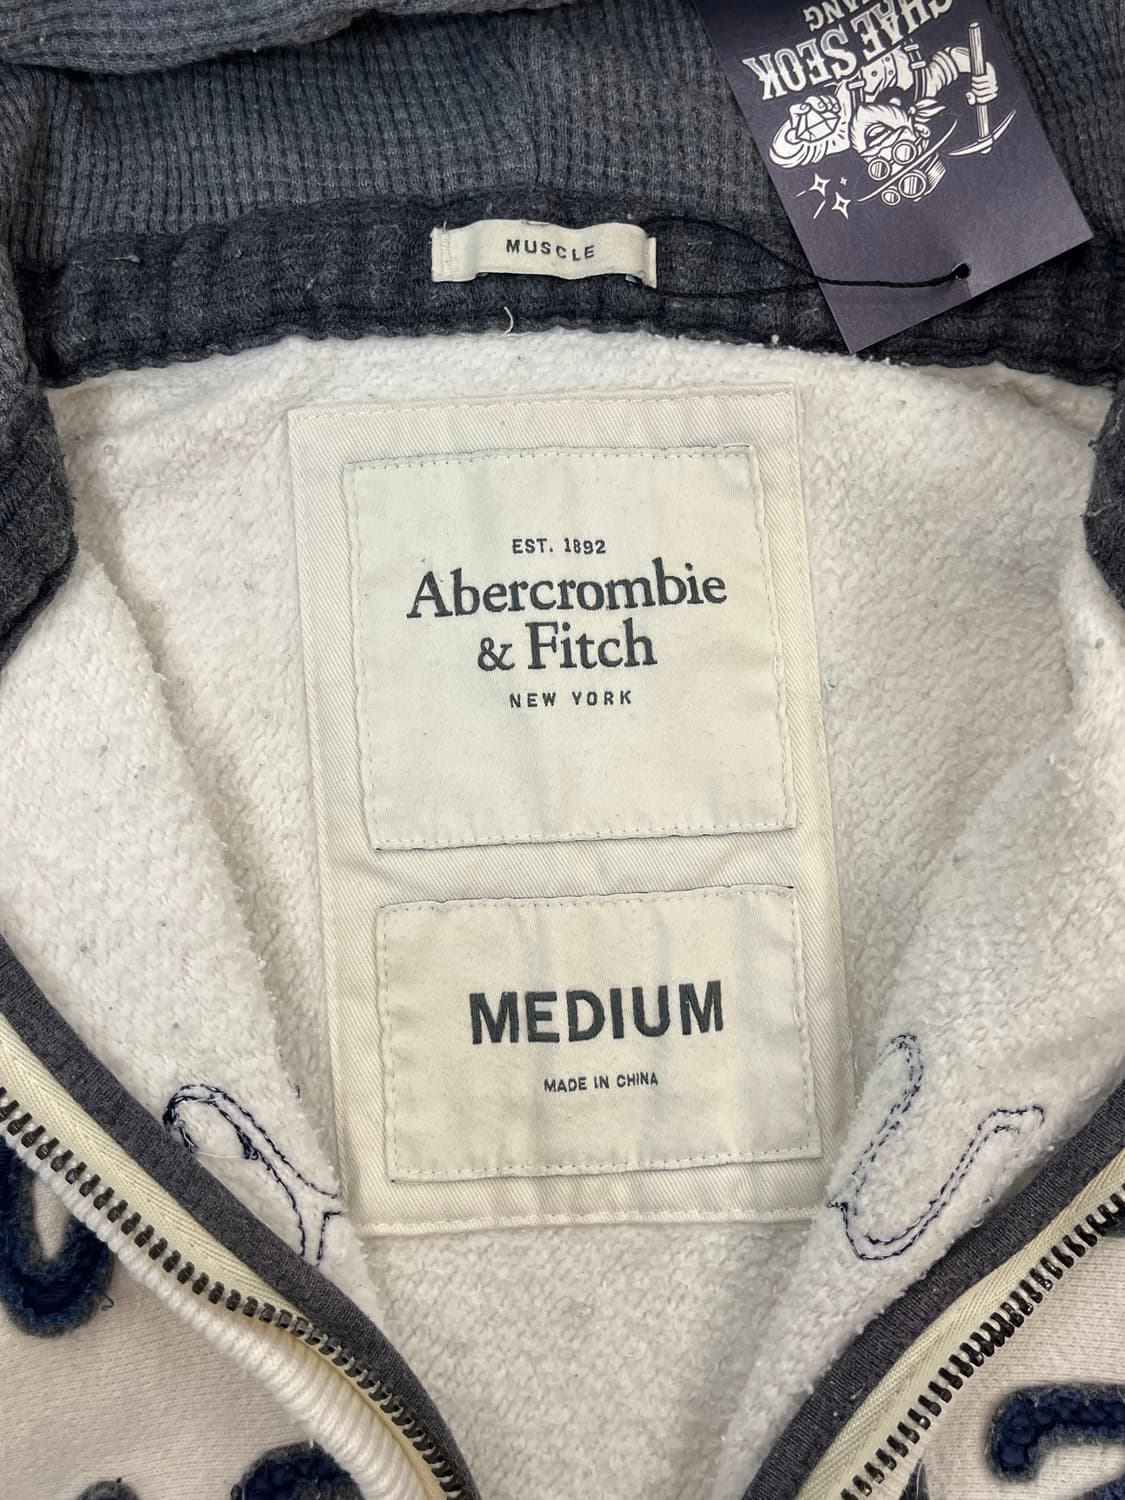 CHAE SEOK
MUSCLE
EST. 1892
Abercrombie
& Fitch
NEW YORK
MEDIUM
MADE IN CHINA